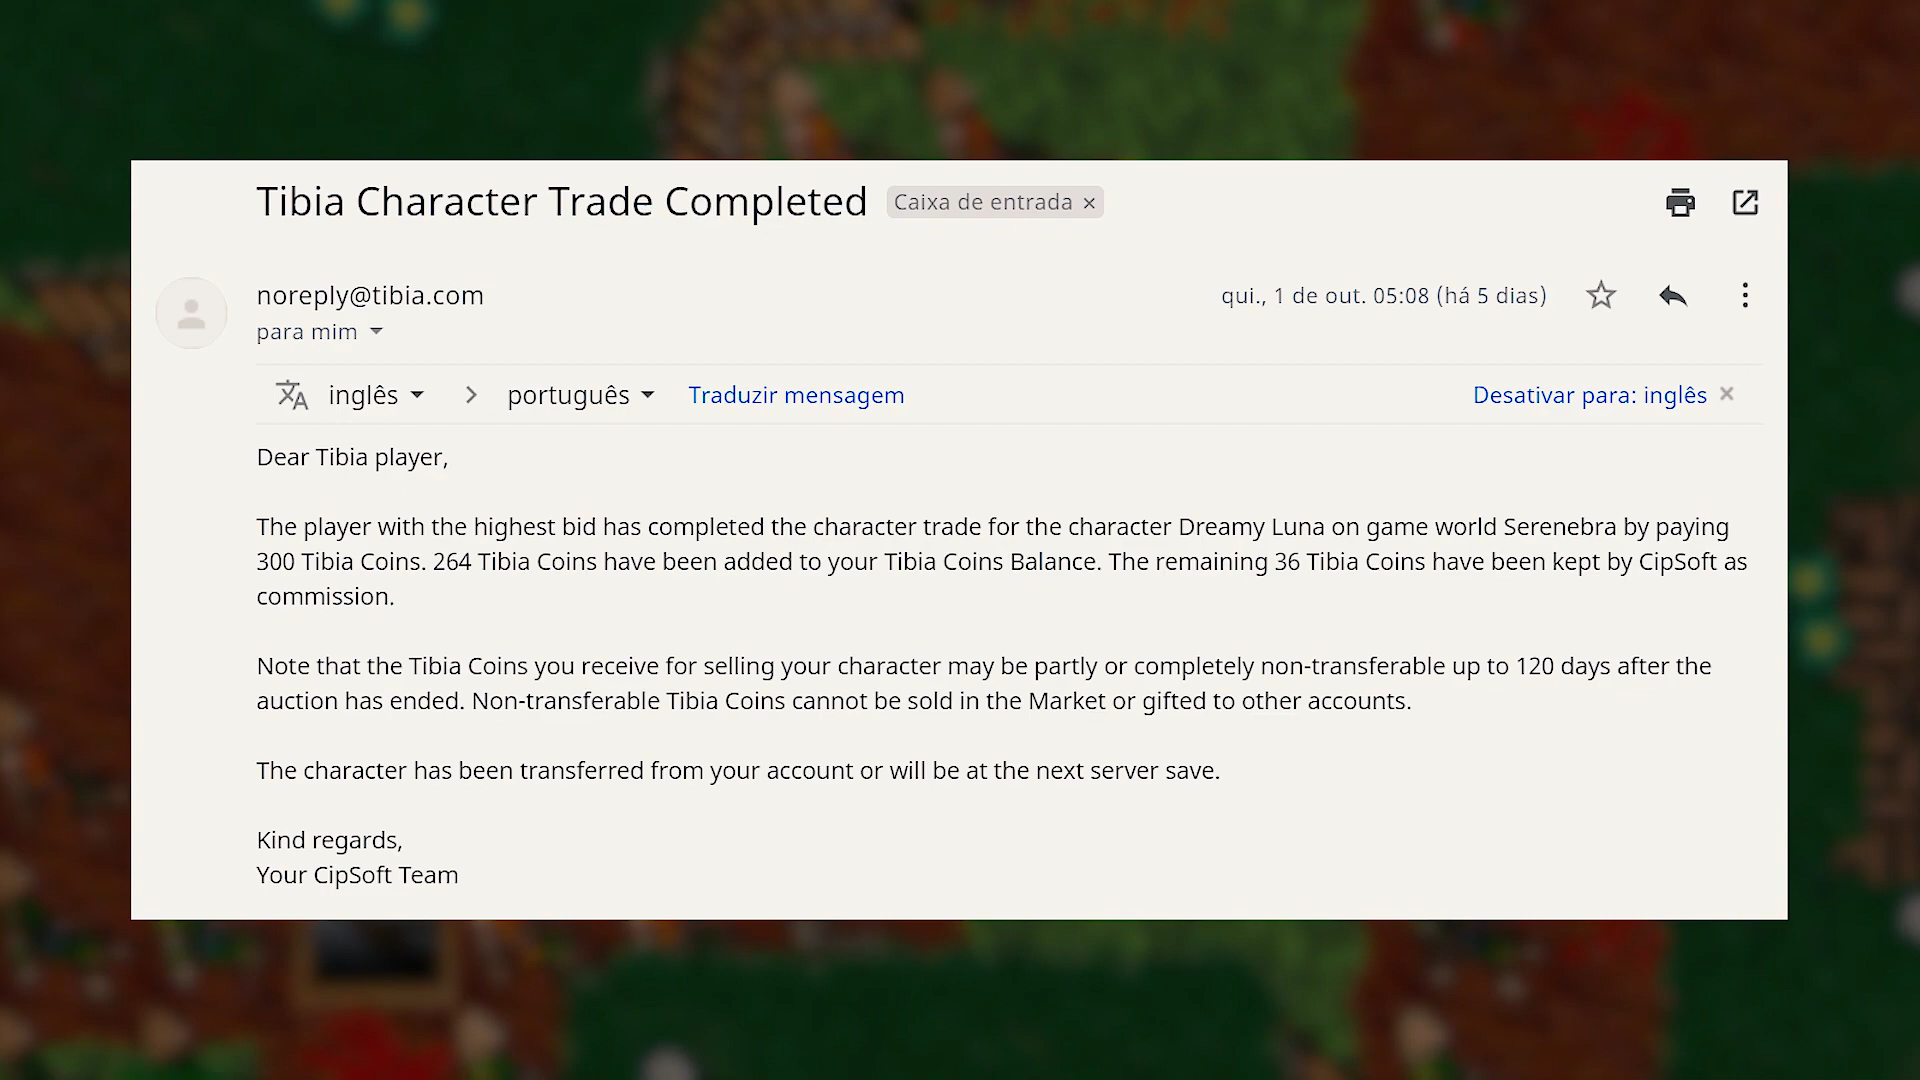 Tibia Character Trade Completed Caixa de entrada ×
noreply@tibia.com qui., 1 de out. 05:08 (há 5 dias)
para mim
inglês > português Traduzir mensagem Desativar para: inglês ×
Dear Tibia player,
The player with the highest bid has completed the character trade for the character Dreamy Luna on game world Serenebra by paying
300 Tibia Coins. 264 Tibia Coins have been added to your Tibia Coins Balance. The remaining 36 Tibia Coins have been kept by CipSoft as
commission.
Note that the Tibia Coins you receive for selling your character may be partly or completely non-transferable up to 120 days after the
auction has ended. Non-transferable Tibia Coins cannot be sold in the Market or gifted to other accounts.
The character has been transferred from your account or will be at the next server save.
Kind regards,
Your CipSoft Team